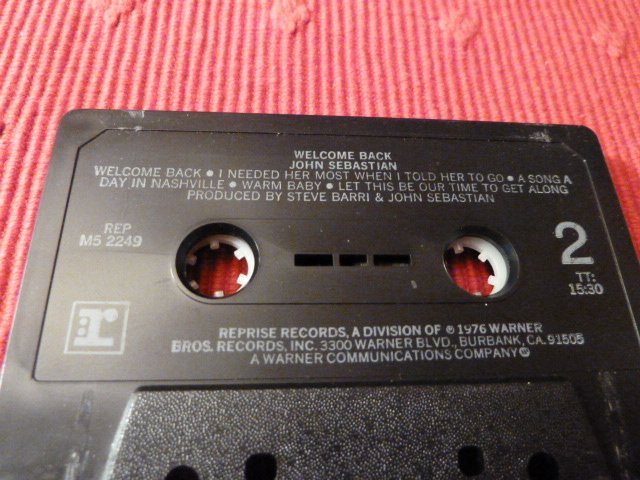 WELCOME BACK
JOHN SEBASTIAN
WELCOME BACK • I NEEDED HER MOST WHEN I TOLD HER TO GO • A SONG A
DAY IN NASHVILLE • WARM BABY • LET THIS BE OUR TIME TO GET ALONG
PRODUCED BY STEVE BARRI & JOHN SEBASTIAN
REP
M5 2249
2
TT:
15:30
r
REPRISE RECORDS, A DIVISION OF ℗ 1976 WARNER
BROS. RECORDS, INC. 3300 WARNER BLVD., BURBANK, CA. 91505
A WARNER COMMUNICATIONS COMPANY